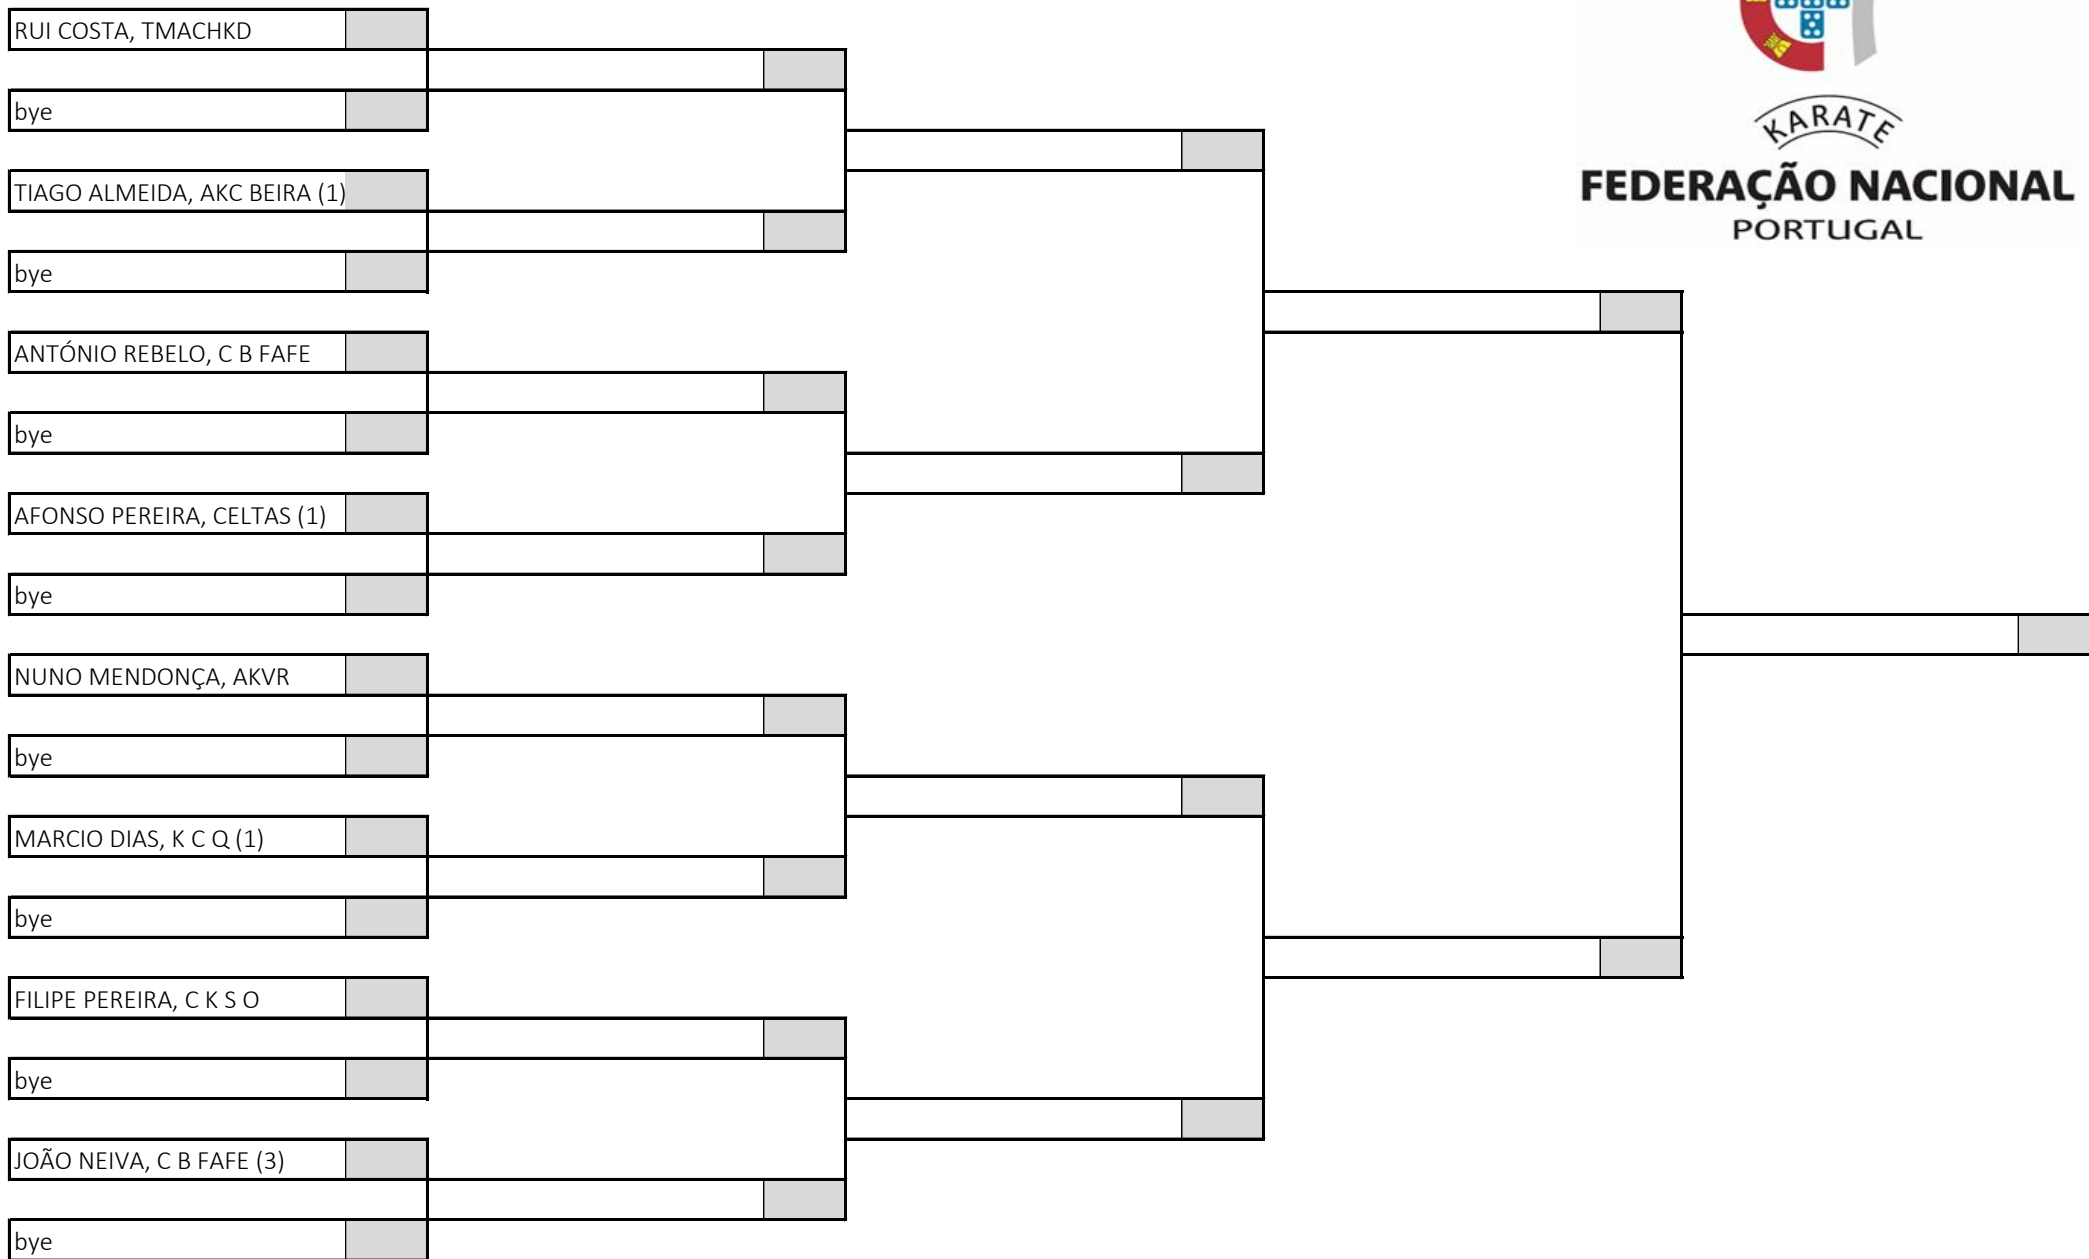 RUI COSTA, TMACHKD
bye
TIAGO ALMEIDA, AKC BEIRA (1)
bye
ANTÓNIO REBELO, C B FAFE
bye
AFONSO PEREIRA, CELTAS (1)
bye
NUNO MENDONÇA, AKVR
bye
MARCIO DIAS, K C Q (1)
bye
FILIPE PEREIRA, C K S O
bye
JOÃO NEIVA, C B FAFE (3)
bye
KARATE
FEDERAÇÃO NACIONAL
PORTUGAL